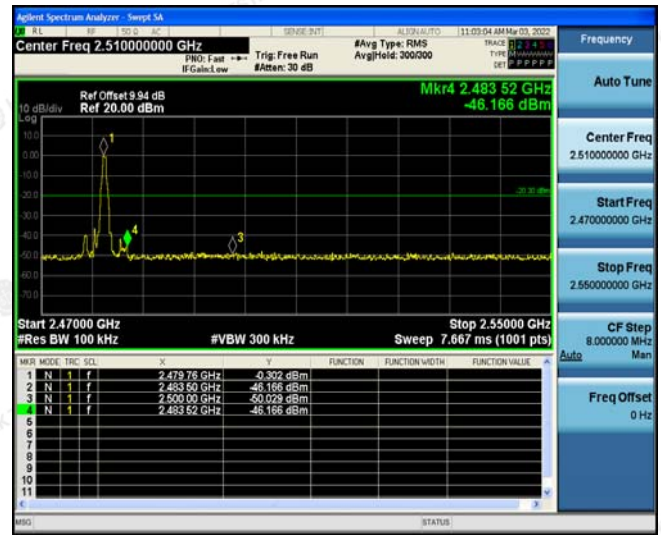 Agilent Spectrum Analyzer - Swept SA
RL RF 50 Ω AC SENSE:INT ALIGN AUTO 11:03:04 AM Mar 03, 2022
Center Freq 2.510000000 GHz
#Avg Type: RMS
TRACE 1 2 3 4 5 6
PNO: Fast
Trig: Free Run
Avg|Hold: 300/300
TYPE
IFGain:Low
#Atten: 30 dB
DET P P P P P P
Frequency
Auto Tune
Mkr4 2.483 52 GHz
-46.166 dBm
Ref Offset 9.94 dB
10 dB/div Ref 20.00 dBm
Log
10.0
0.00
-10.0
-20.0
-30.0
-40.0
-50.0
-60.0
-70.0
1
4
3
-20.30 dBm
Center Freq
2.510000000 GHz
Start Freq
2.470000000 GHz
Stop Freq
2.550000000 GHz
CF Step
8.000000 MHz
Auto Man
Freq Offset
0 Hz
Start 2.47000 GHz Stop 2.55000 GHz
#Res BW 100 kHz #VBW 300 kHz Sweep 7.667 ms (1001 pts)
MKR MODE TRC SCL X Y FUNCTION FUNCTION WIDTH FUNCTION VALUE
1 N 1 f 2.479 76 GHz -0.302 dBm
2 N 1 f 2.483 50 GHz -46.166 dBm
3 N 1 f 2.500 00 GHz -50.029 dBm
4 N 1 f 2.483 52 GHz -46.166 dBm
5
6
7
8
9
10
11
MSG STATUS